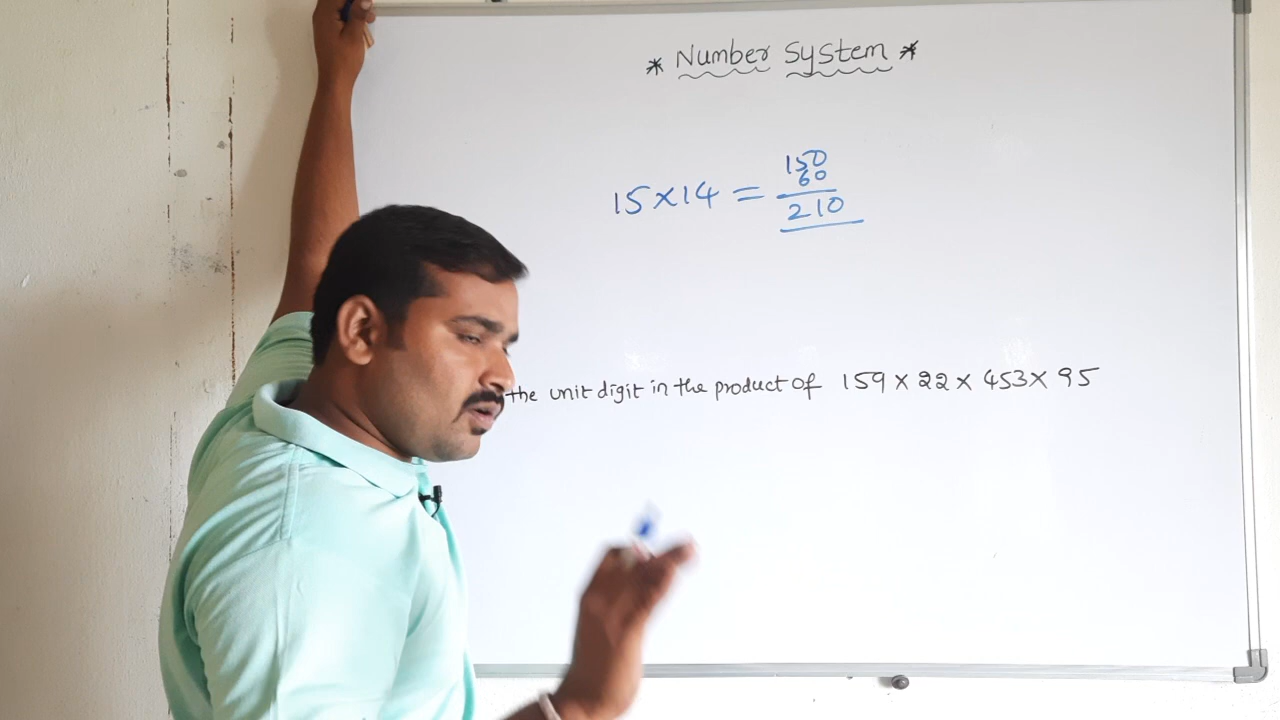 * Number System *
150
60
15 × 14 = 210
the unit digit in the product of 159 × 22 × 453 × 95